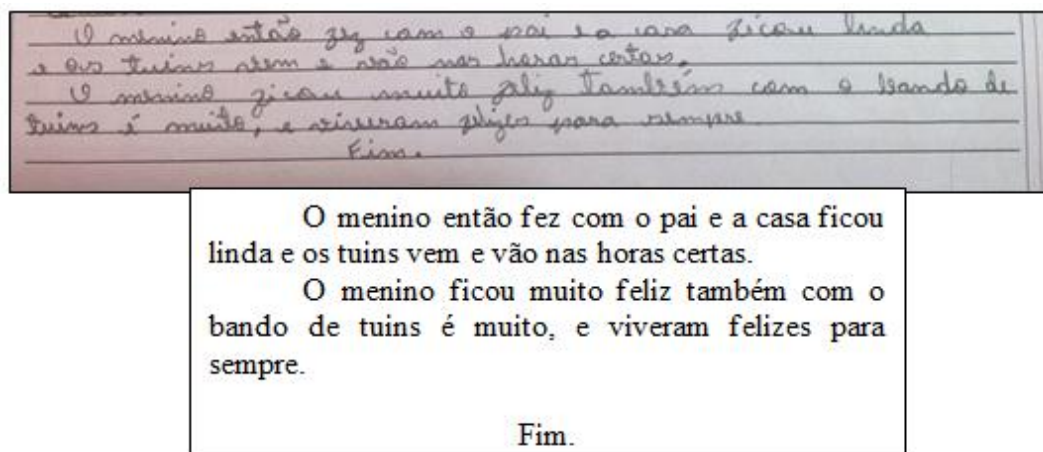 O menino então fez com o pai e a casa ficou linda
e os tuins vem e vão nas horas certas.
O menino ficou muito feliz também com o bando de
tuins é muito, e viveram felizes para sempre.
Fim.
O menino então fez com o pai e a casa ficou
linda e os tuins vem e vão nas horas certas.
O menino ficou muito feliz também com o
bando de tuins é muito, e viveram felizes para
sempre.
Fim.